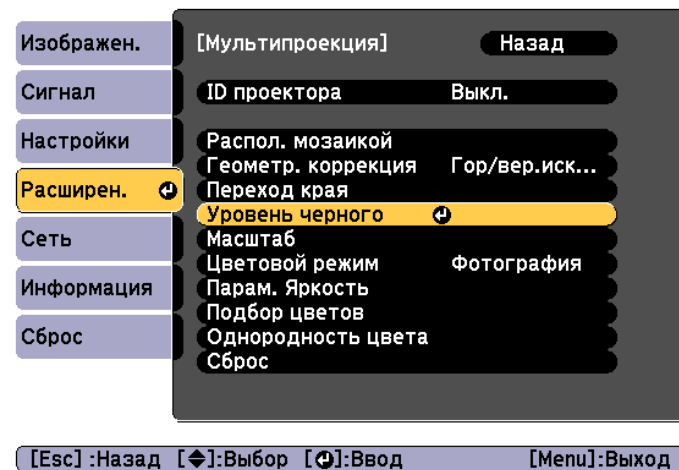 Изображен.
Сигнал
Настройки
Расширен.
Сеть
Информация
Сброс
[Мультипроекция] Назад
ID проектора Выкл.
Распол. мозаикой
Геометр. коррекция Гор/вер.иск...
Переход края
Уровень черного
Масштаб
Цветовой режим Фотография
Парам. Яркость
Подбор цветов
Однородность цвета
Сброс
[Esc] :Назад [◆]:Выбор [↵]:Ввод [Menu]:Выход